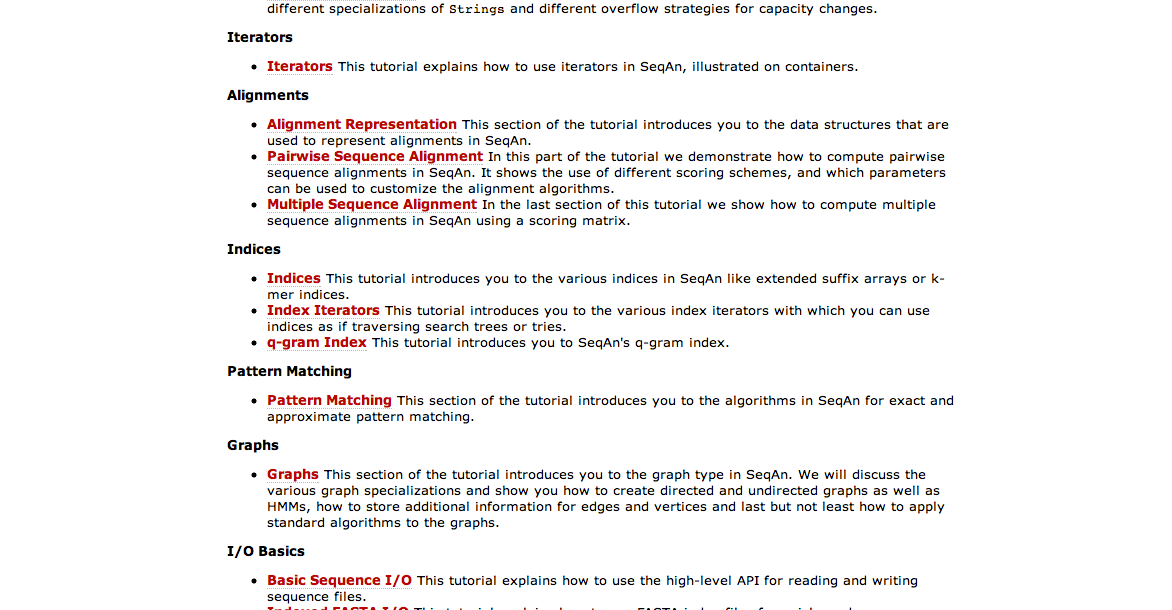 different specializations of Strings and different overflow strategies for capacity changes.
Iterators
• Iterators This tutorial explains how to use iterators in SeqAn, illustrated on containers.
Alignments
• Alignment Representation This section of the tutorial introduces you to the data structures that are
used to represent alignments in SeqAn.
• Pairwise Sequence Alignment In this part of the tutorial we demonstrate how to compute pairwise
sequence alignments in SeqAn. It shows the use of different scoring schemes, and which parameters
can be used to customize the alignment algorithms.
• Multiple Sequence Alignment In the last section of this tutorial we show how to compute multiple
sequence alignments in SeqAn using a scoring matrix.
Indices
• Indices This tutorial introduces you to the various indices in SeqAn like extended suffix arrays or k-
mer indices.
• Index Iterators This tutorial introduces you to the various index iterators with which you can use
indices as if traversing search trees or tries.
• q-gram Index This tutorial introduces you to SeqAn's q-gram index.
Pattern Matching
• Pattern Matching This section of the tutorial introduces you to the algorithms in SeqAn for exact and
approximate pattern matching.
Graphs
• Graphs This section of the tutorial introduces you to the graph type in SeqAn. We will discuss the
various graph specializations and show you how to create directed and undirected graphs as well as
HMMs, how to store additional information for edges and vertices and last but not least how to apply
standard algorithms to the graphs.
I/O Basics
• Basic Sequence I/O This tutorial explains how to use the high-level API for reading and writing
sequence files.
Indexed FASTA I/O This tutorial